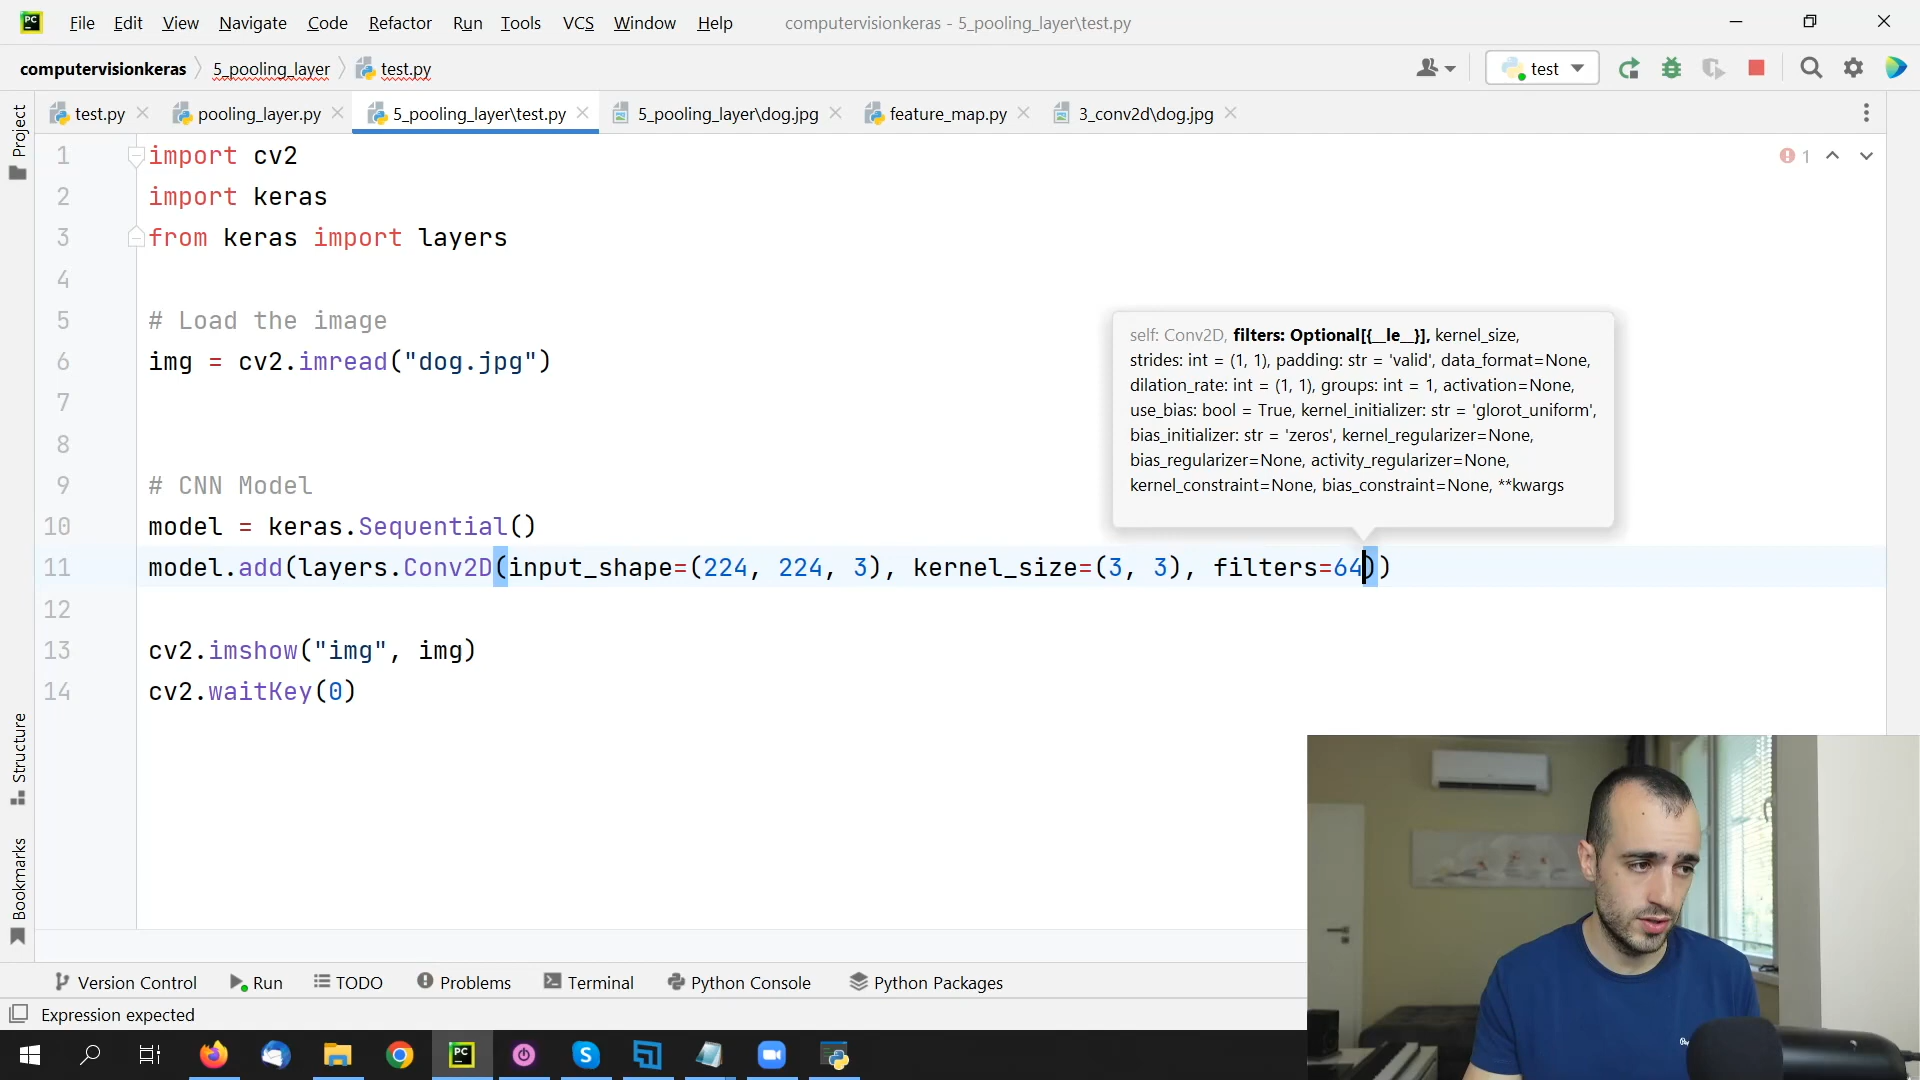 PC File Edit View Navigate Code Refactor Run Tools VCS Window Help computervisionkeras - 5_pooling_layer\test.py
computervisionkeras 5_pooling_layer test.py test
test.py pooling_layer.py 5_pooling_layer\test.py 5_pooling_layer\dog.jpg feature_map.py 3_conv2d\dog.jpg
Project
1 import cv2 1
2 import keras
3 from keras import layers
4
5 # Load the image
6 img = cv2.imread("dog.jpg")
7
8
9 # CNN Model
10 model = keras.Sequential()
11 model.add(layers.Conv2D(input_shape=(224, 224, 3), kernel_size=(3, 3), filters=64))
12
13 cv2.imshow("img", img)
14 cv2.waitKey(0)
self: Conv2D, filters: Optional[{__le__}], kernel_size,
strides: int = (1, 1), padding: str = 'valid', data_format=None,
dilation_rate: int = (1, 1), groups: int = 1, activation=None,
use_bias: bool = True, kernel_initializer: str = 'glorot_uniform',
bias_initializer: str = 'zeros', kernel_regularizer=None,
bias_regularizer=None, activity_regularizer=None,
kernel_constraint=None, bias_constraint=None, **kwargs
Structure
Bookmarks
Version Control Run TODO Problems Terminal Python Console Python Packages
Expression expected
PC S